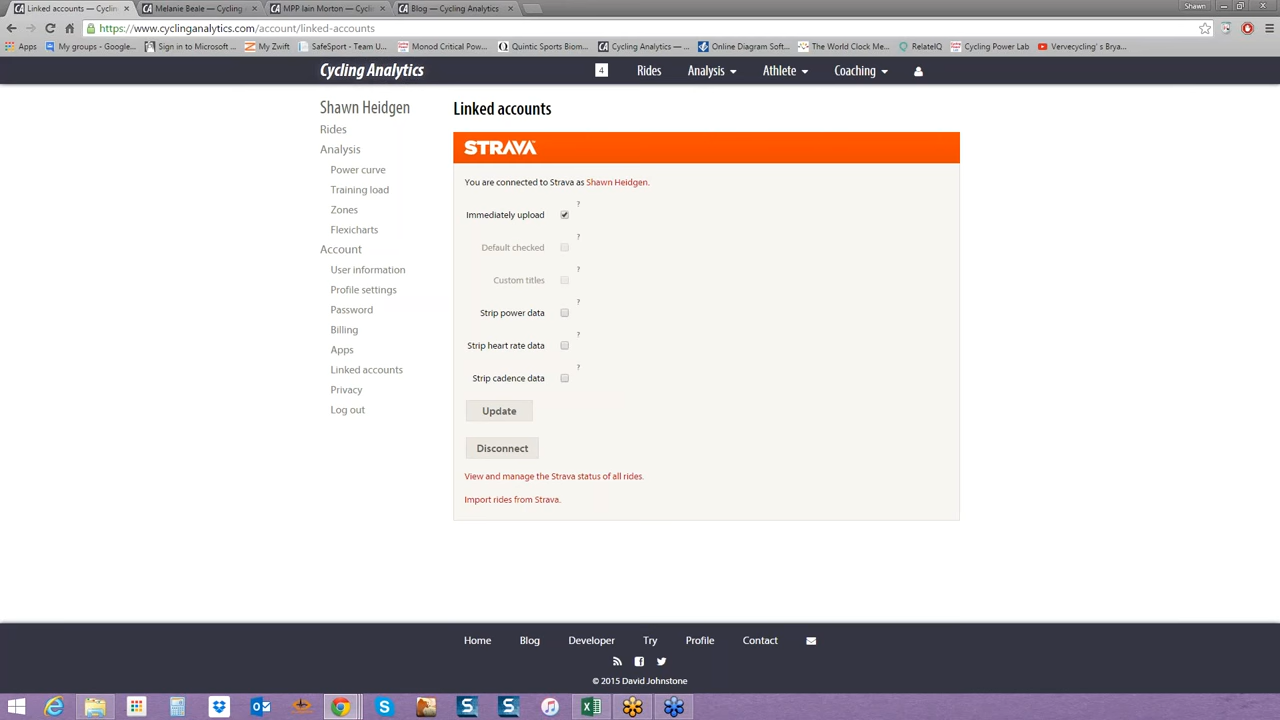 Linked accounts — Cyclin
Melanie Beale — Cycling
MPP Iain Morton — Cyclin
Blog — Cycling Analytics
Shawn
https://www.cyclinganalytics.com/account/linked-accounts
Apps
My groups - Google...
Sign in to Microsoft ...
My Zwift
SafeSport - Team U...
Monod Critical Pow...
Quintic Sports Biom...
Cycling Analytics — ...
Online Diagram Soft...
The World Clock Me...
RelateIQ
Cycling Power Lab
Vervecycling' s Brya...
Cycling Analytics
4
Rides
Analysis
Athlete
Coaching
Shawn Heidgen
Rides
Analysis
Power curve
Training load
Zones
Flexicharts
Account
User information
Profile settings
Password
Billing
Apps
Linked accounts
Privacy
Log out
Linked accounts
STRAVA
You are connected to Strava as Shawn Heidgen.
Immediately upload ?
Default checked ?
Custom titles ?
Strip power data ?
Strip heart rate data ?
Strip cadence data ?
Update
Disconnect
View and manage the Strava status of all rides.
Import rides from Strava.
Home
Blog
Developer
Try
Profile
Contact
© 2015 David Johnstone